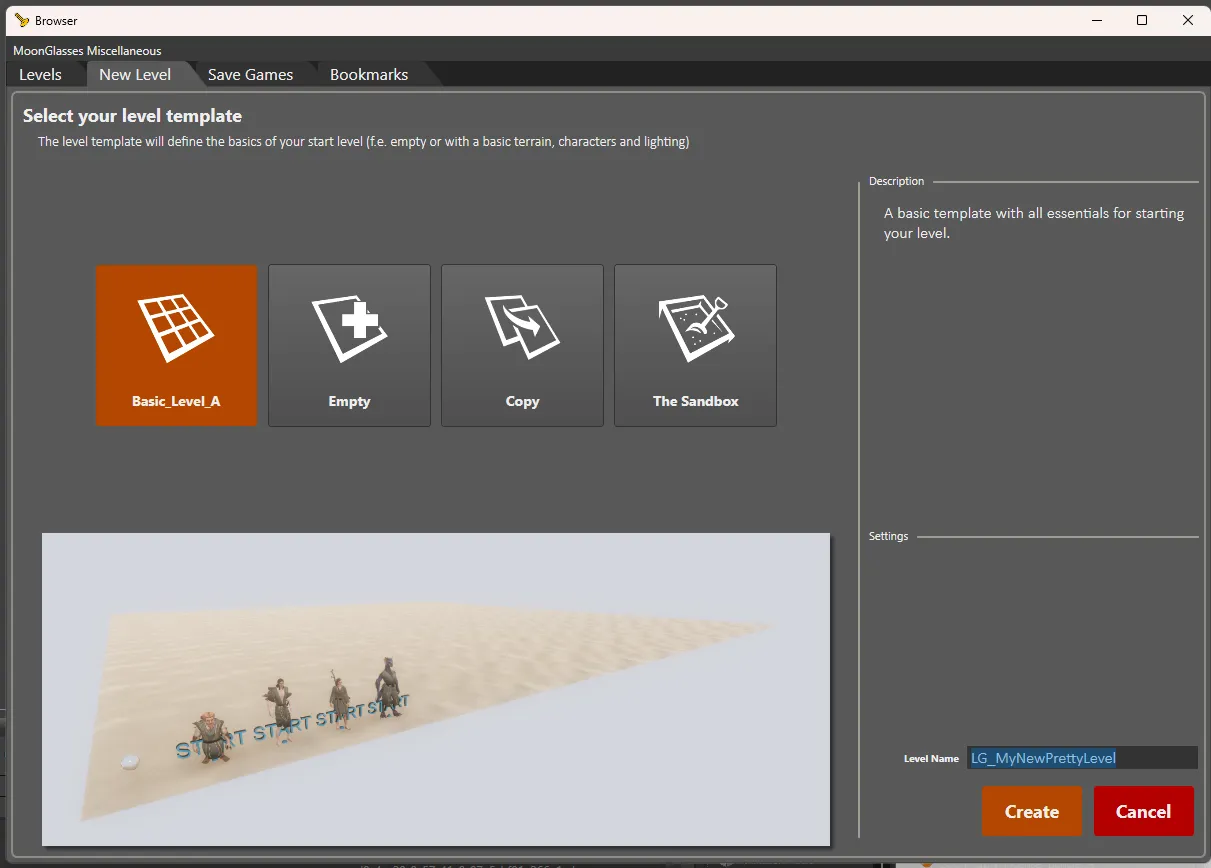 Browser
MoonGlasses Miscellaneous
Levels
New Level
Save Games
Bookmarks
Select your level template
The level template will define the basics of your start level (f.e. empty or with a basic terrain, characters and lighting)
Description
A basic template with all essentials for starting
your level.
Basic_Level_A
Empty
Copy
The Sandbox
START START START START
Settings
Level Name
LG_MyNewPrettyLevel
Create
Cancel